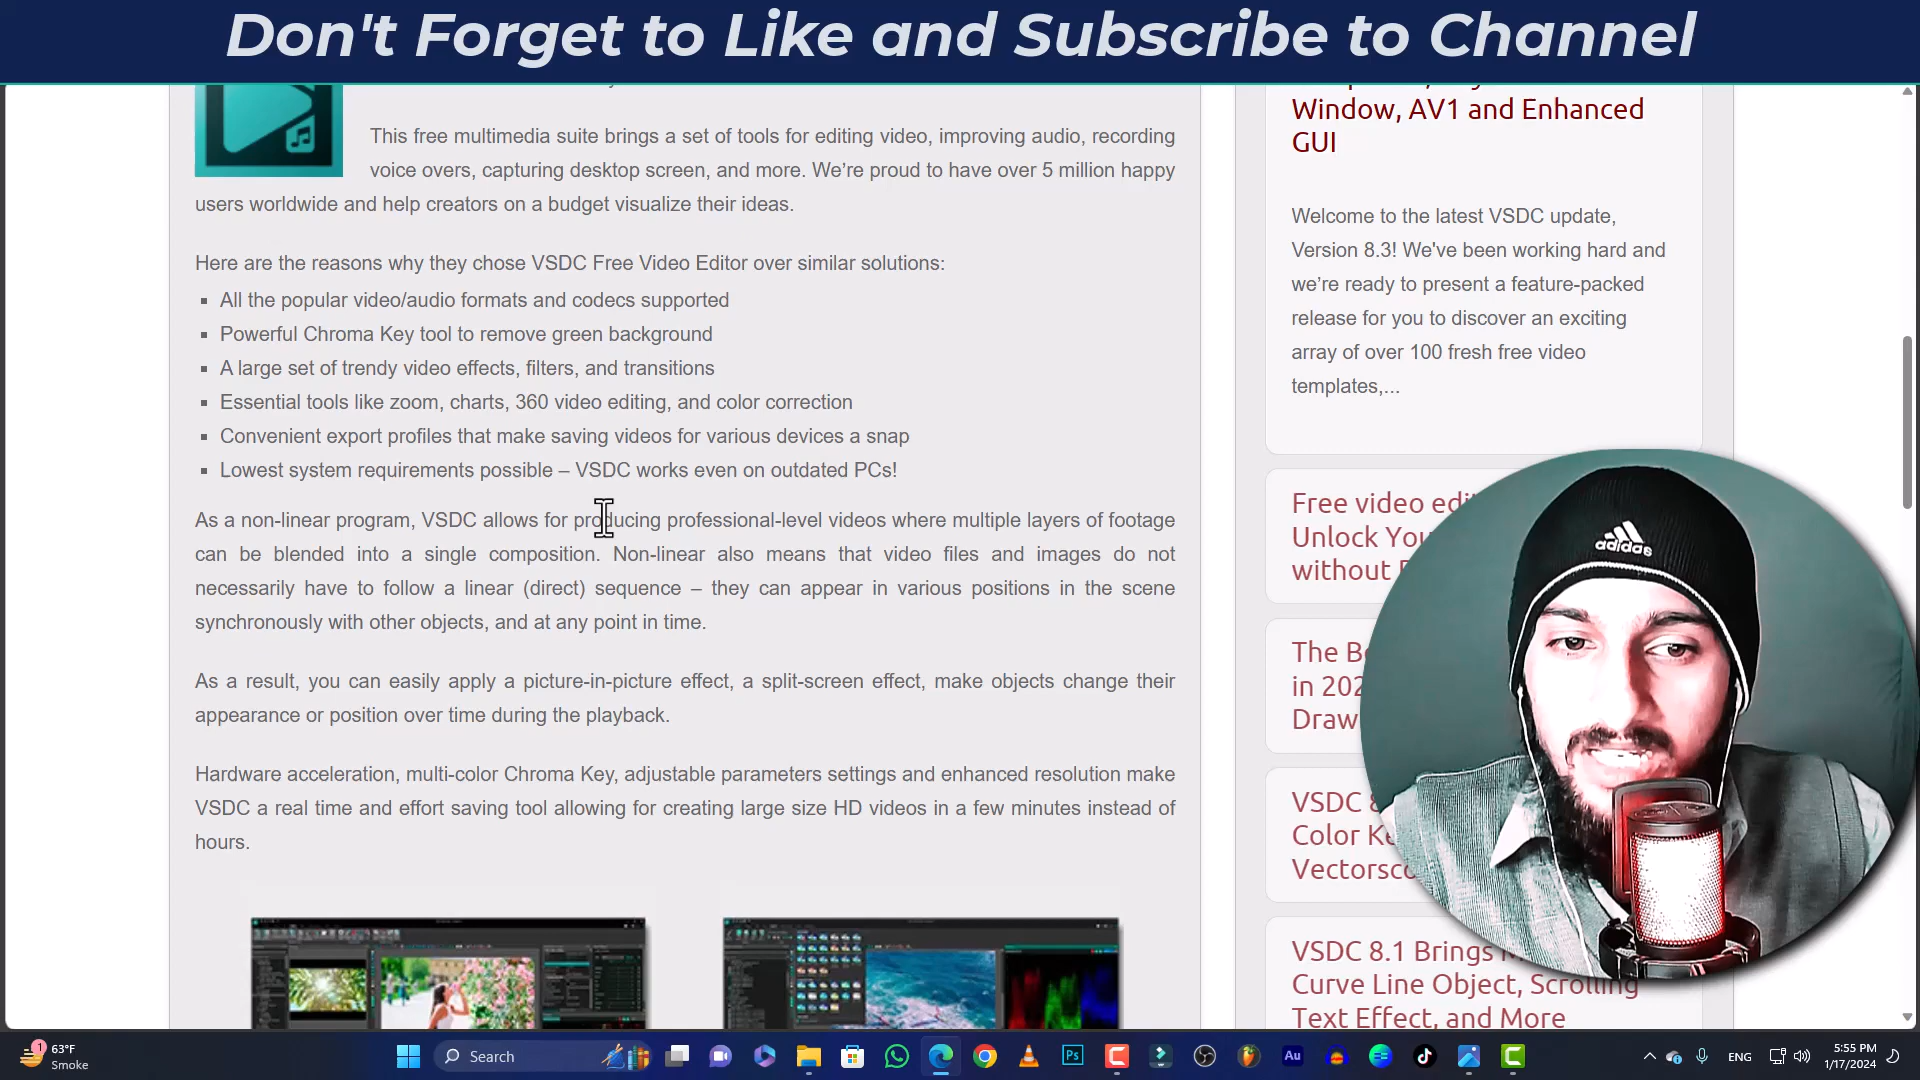 Don't Forget to Like and Subscribe to Channel
This free multimedia suite brings a set of tools for editing video, improving audio, recording
voice overs, capturing desktop screen, and more. We’re proud to have over 5 million happy
users worldwide and help creators on a budget visualize their ideas.
Here are the reasons why they chose VSDC Free Video Editor over similar solutions:
All the popular video/audio formats and codecs supported
Powerful Chroma Key tool to remove green background
A large set of trendy video effects, filters, and transitions
Essential tools like zoom, charts, 360 video editing, and color correction
Convenient export profiles that make saving videos for various devices a snap
Lowest system requirements possible – VSDC works even on outdated PCs!
As a non-linear program, VSDC allows for producing professional-level videos where multiple layers of footage
can be blended into a single composition. Non-linear also means that video files and images do not
necessarily have to follow a linear (direct) sequence – they can appear in various positions in the scene
synchronously with other objects, and at any point in time.
As a result, you can easily apply a picture-in-picture effect, a split-screen effect, make objects change their
appearance or position over time during the playback.
Hardware acceleration, multi-color Chroma Key, adjustable parameters settings and enhanced resolution make
VSDC a real time and effort saving tool allowing for creating large size HD videos in a few minutes instead of
hours.
Window, AV1 and Enhanced
GUI
Welcome to the latest VSDC update,
Version 8.3! We've been working hard and
we’re ready to present a feature-packed
release for you to discover an exciting
array of over 100 fresh free video
templates,...
Free video
Unlock
without
The
in
Draw
VSDC
Color
VSDC 8.1 Brings
Curve Line Object, Scrolling
Text Effect, and More
adidas
1
63°F
Smoke
Search
Ps
Au
ENG
5:55 PM
1/17/2024